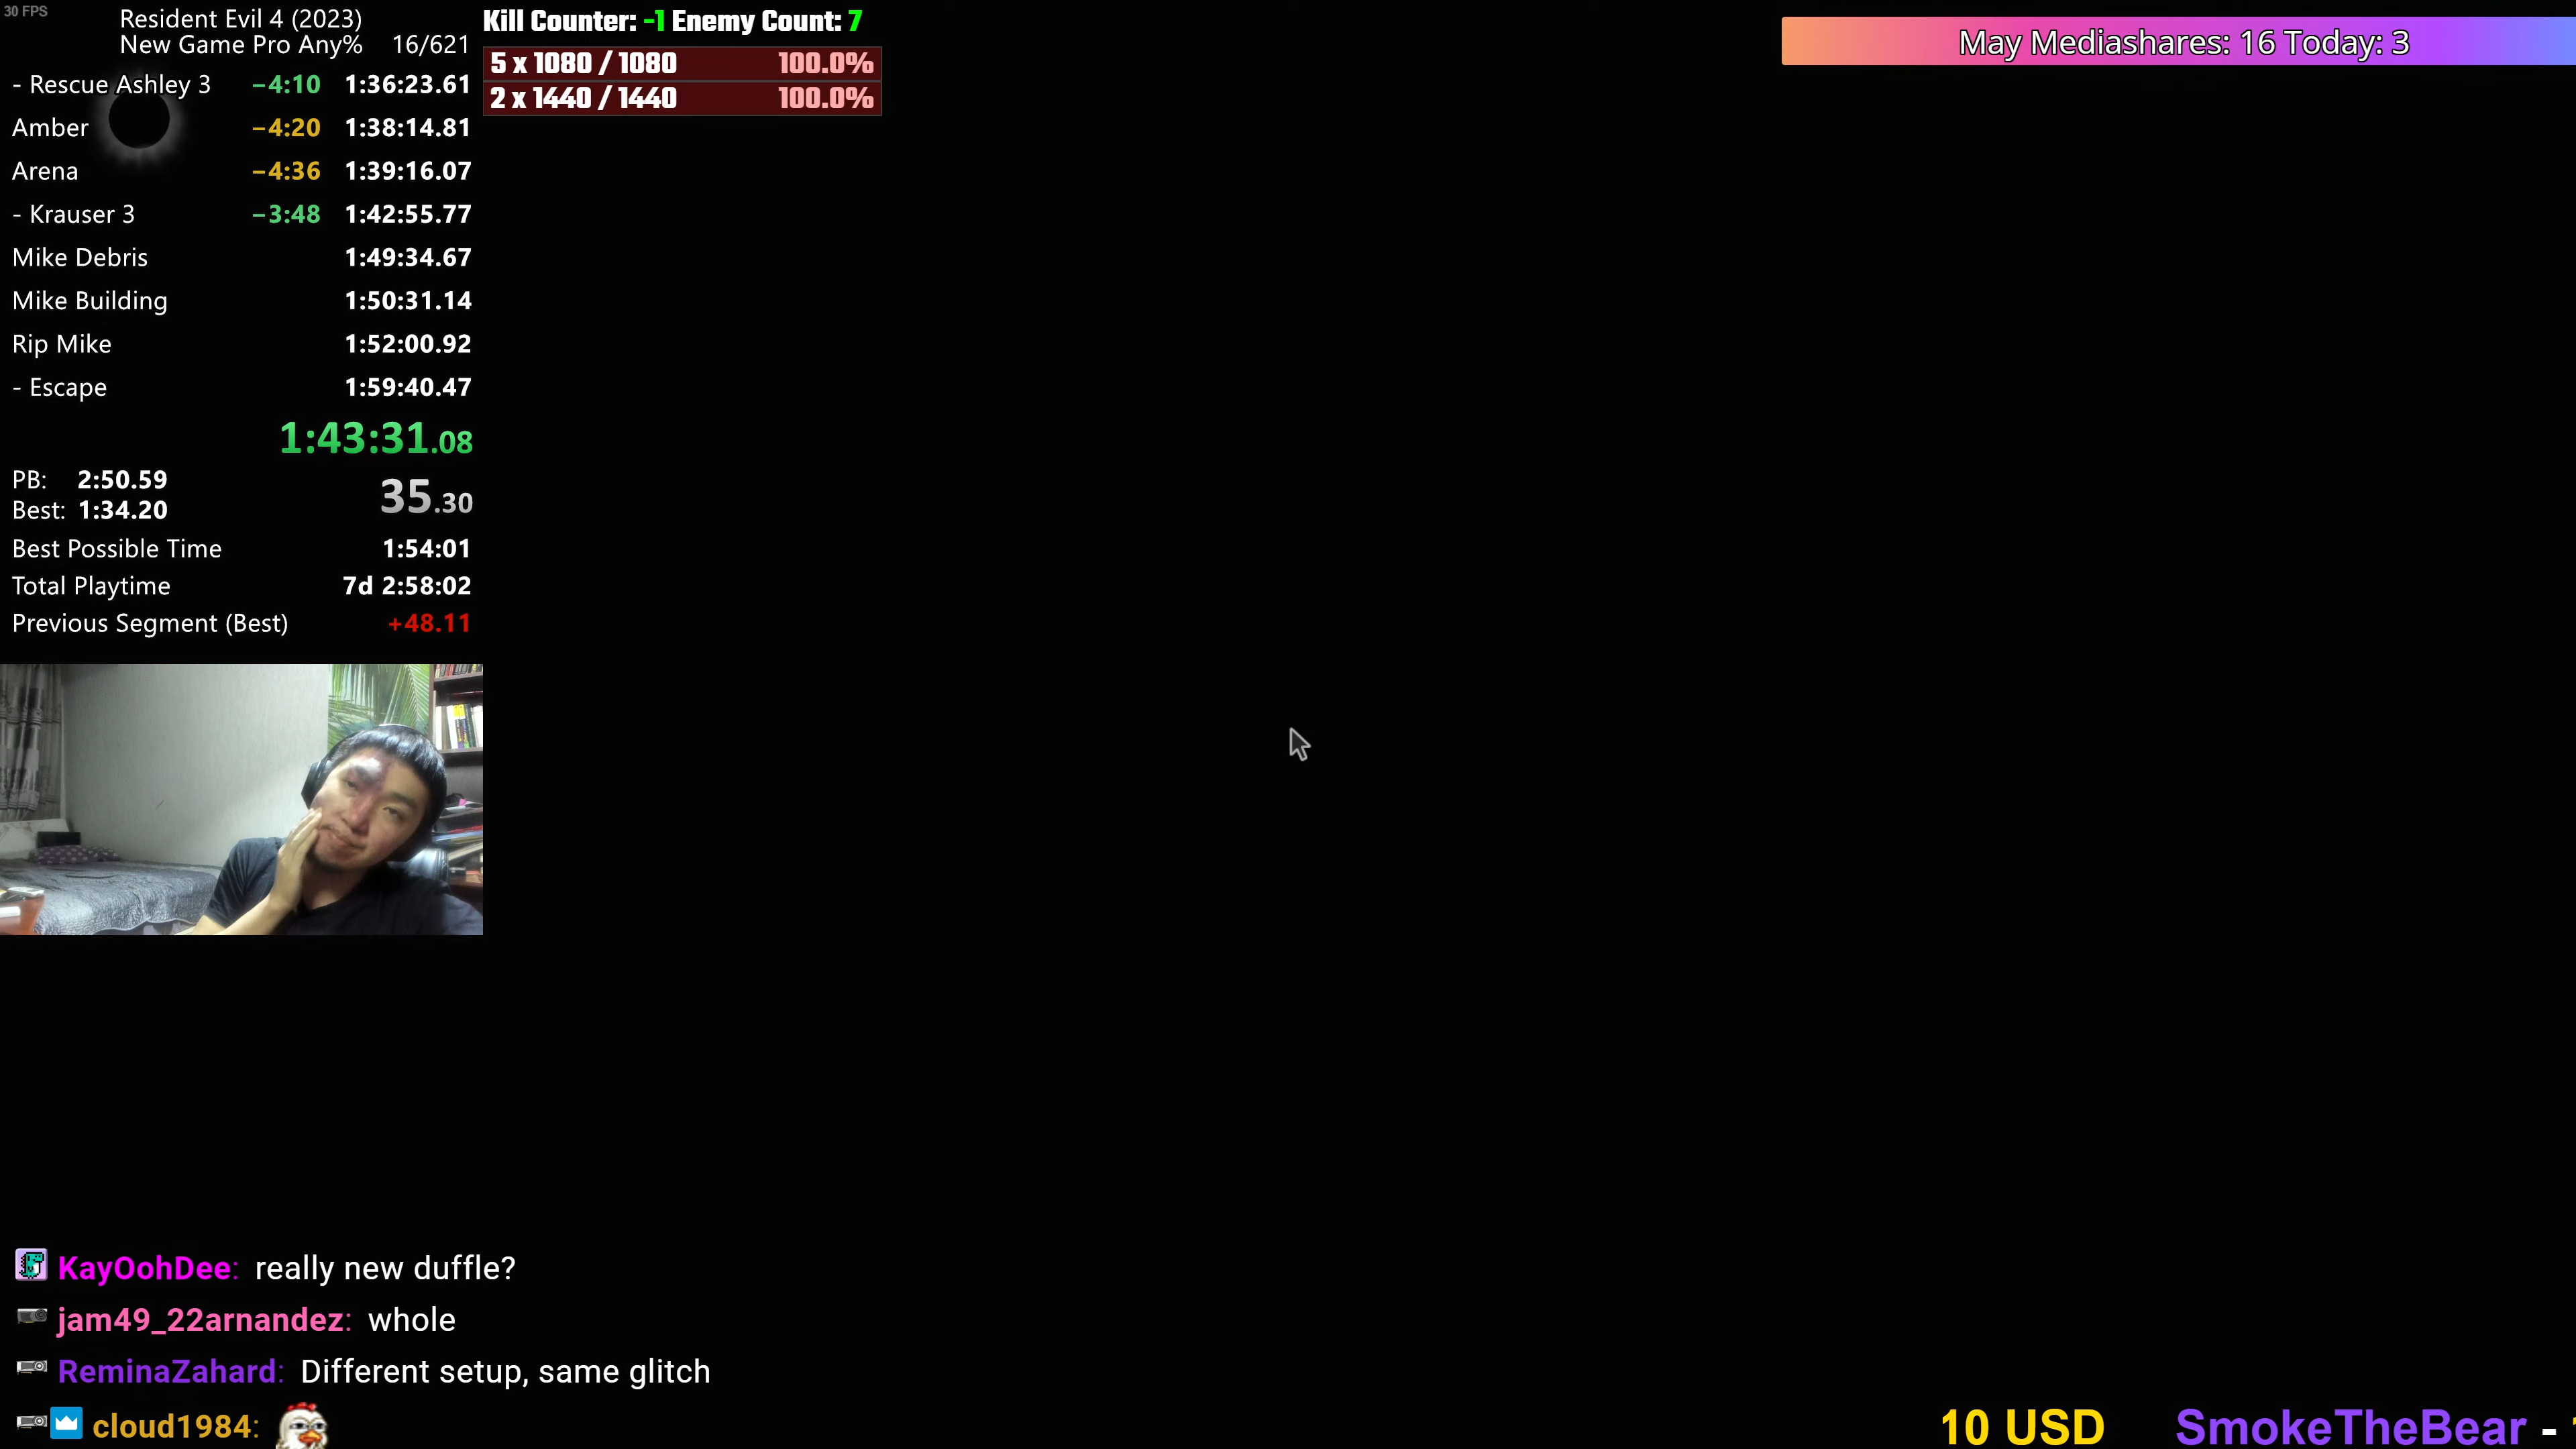 30 FPS
Resident Evil 4 (2023)
New Game Pro Any% 16/621
- Rescue Ashley 3 −4:10 1:36:23.61
Amber −4:20 1:38:14.81
Arena −4:36 1:39:16.07
- Krauser 3 −3:48 1:42:55.77
Mike Debris 1:49:34.67
Mike Building 1:50:31.14
Rip Mike 1:52:00.92
- Escape 1:59:40.47
1:43:31.08
PB: 2:50.59
Best: 1:34.20
35.30
Best Possible Time 1:54:01
Total Playtime 7d 2:58:02
Previous Segment (Best) +48.11
Kill Counter: -1 Enemy Count: 7
5 x 1080 / 1080 100.0%
2 x 1440 / 1440 100.0%
May Mediashares: 16 Today: 3
KayOohDee: really new duffle?
jam49_22arnandez: whole
ReminaZahard: Different setup, same glitch
cloud1984:
10 USD SmokeTheBear -